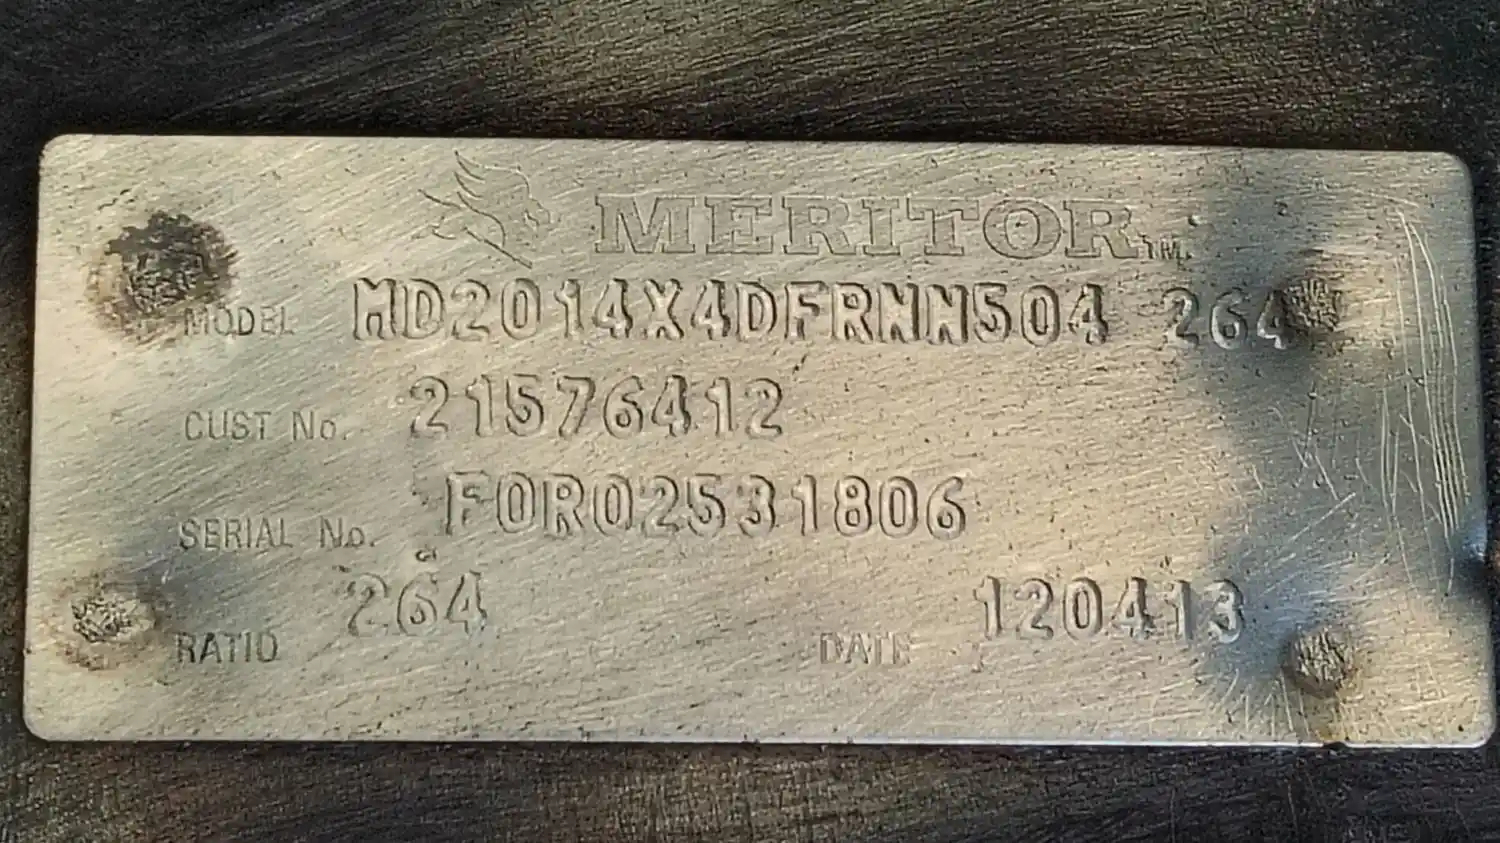 MERITOR™
MODEL MD2014X4DFRNN504 264
CUST No. 21576412
SERIAL No. FOR02531806
RATIO 264 DATE 120413